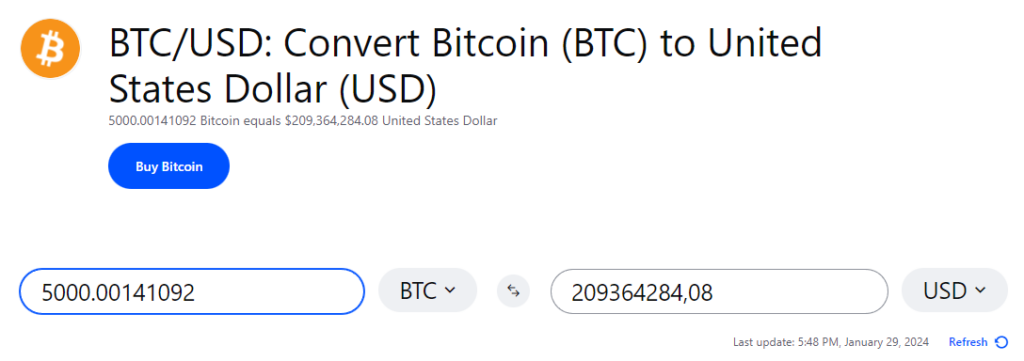 BTC/USD: Convert Bitcoin (BTC) to United
States Dollar (USD)
5000.00141092 Bitcoin equals $209,364,284.08 United States Dollar
Buy Bitcoin
5000.00141092 BTC 209364284,08 USD
Last update: 5:48 PM, January 29, 2024 Refresh